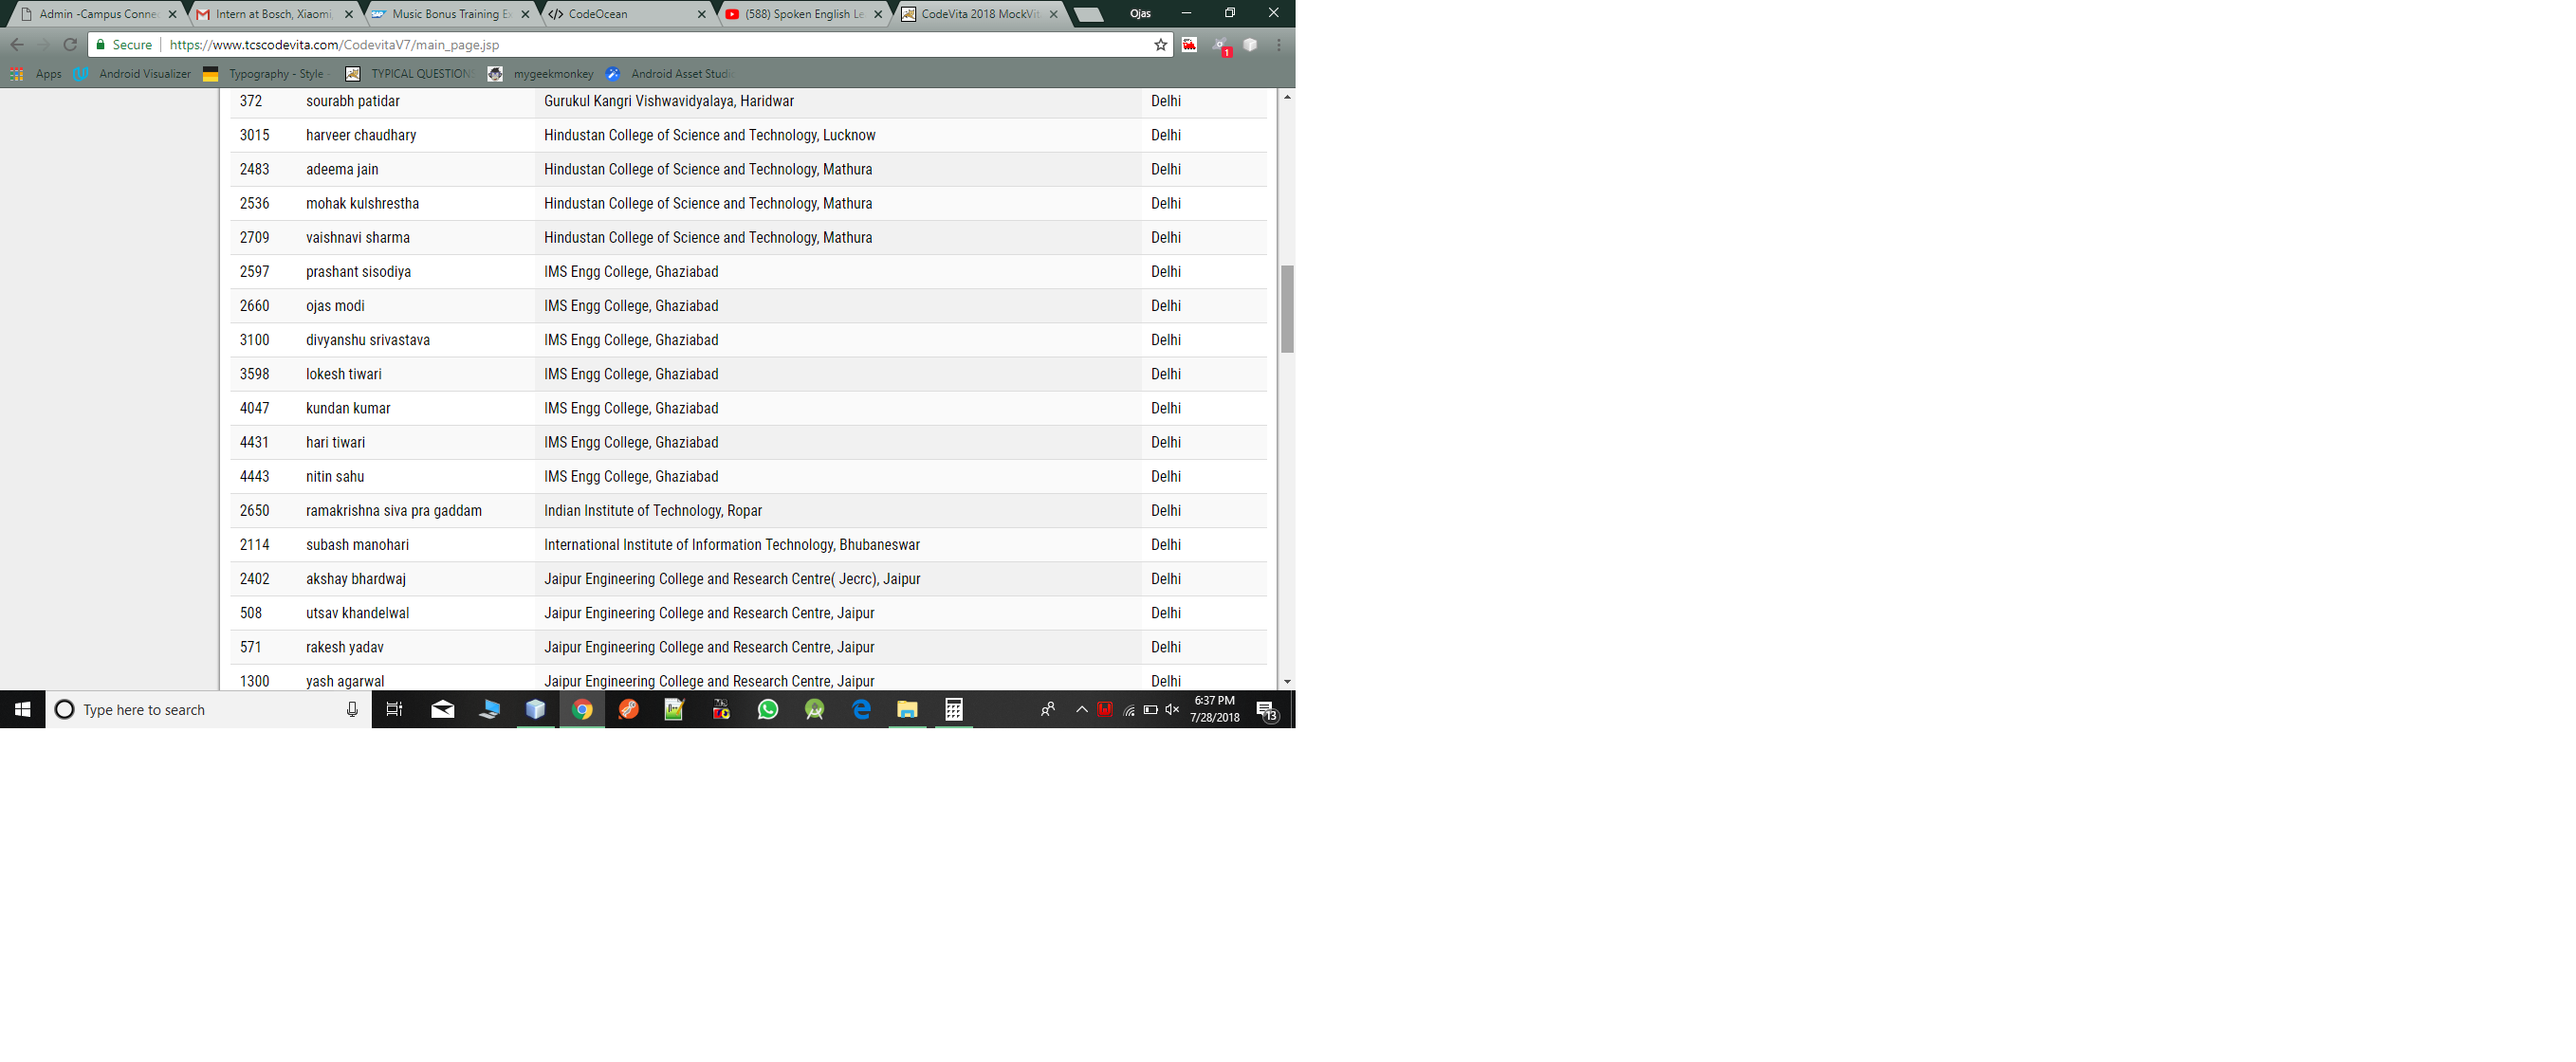 Admin -Campus Connec
Intern at Bosch, Xiaomi,
Music Bonus Training Ex
CodeOcean
(588) Spoken English Le
CodeVita 2018 MockVit
Ojas
Secure https://www.tcscodevita.com/CodevitaV7/main_page.jsp
1
Apps Android Visualizer Typography - Style - TYPICAL QUESTION mygeekmonkey Android Asset Studi
372 sourabh patidar Gurukul Kangri Vishwavidyalaya, Haridwar Delhi
3015 harveer chaudhary Hindustan College of Science and Technology, Lucknow Delhi
2483 adeema jain Hindustan College of Science and Technology, Mathura Delhi
2536 mohak kulshrestha Hindustan College of Science and Technology, Mathura Delhi
2709 vaishnavi sharma Hindustan College of Science and Technology, Mathura Delhi
2597 prashant sisodiya IMS Engg College, Ghaziabad Delhi
2660 ojas modi IMS Engg College, Ghaziabad Delhi
3100 divyanshu srivastava IMS Engg College, Ghaziabad Delhi
3598 lokesh tiwari IMS Engg College, Ghaziabad Delhi
4047 kundan kumar IMS Engg College, Ghaziabad Delhi
4431 hari tiwari IMS Engg College, Ghaziabad Delhi
4443 nitin sahu IMS Engg College, Ghaziabad Delhi
2650 ramakrishna siva pra gaddam Indian Institute of Technology, Ropar Delhi
2114 subash manohari International Institute of Information Technology, Bhubaneswar Delhi
2402 akshay bhardwaj Jaipur Engineering College and Research Centre( Jecrc), Jaipur Delhi
508 utsav khandelwal Jaipur Engineering College and Research Centre, Jaipur Delhi
571 rakesh yadav Jaipur Engineering College and Research Centre, Jaipur Delhi
1300 yash agarwal Jaipur Engineering College and Research Centre, Jaipur Delhi
Type here to search
6:37 PM
7/28/2018
13